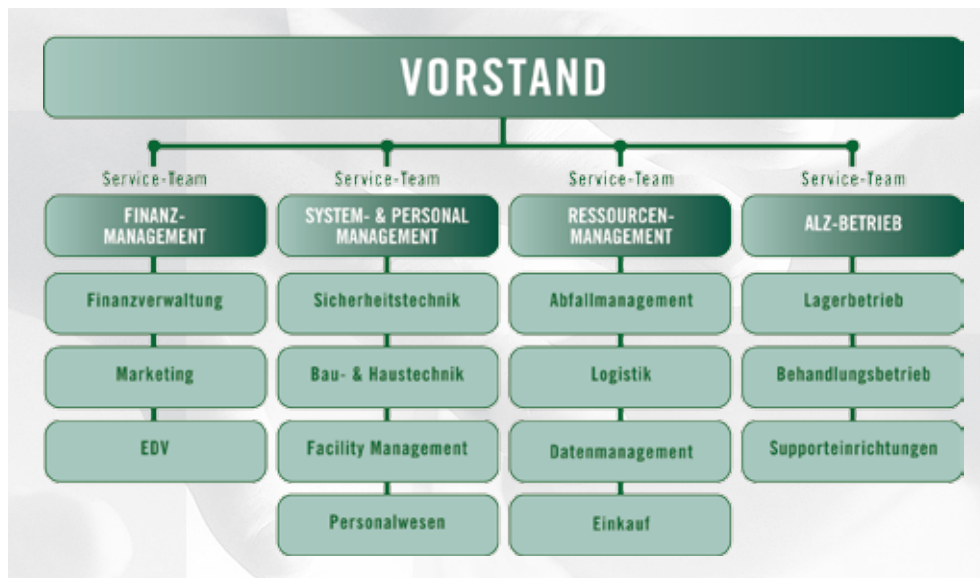 VORSTAND
Service-Team
FINANZ-
MANAGEMENT
Finanzverwaltung
Marketing
EDV
Service-Team
SYSTEM- & PERSONAL
MANAGEMENT
Sicherheitstechnik
Bau- & Haustechnik
Facility Management
Personalwesen
Service-Team
RESSOURCEN-
MANAGEMENT
Abfallmanagement
Logistik
Datenmanagement
Einkauf
Service-Team
ALZ-BETRIEB
Lagerbetrieb
Behandlungsbetrieb
Supporteinrichtungen